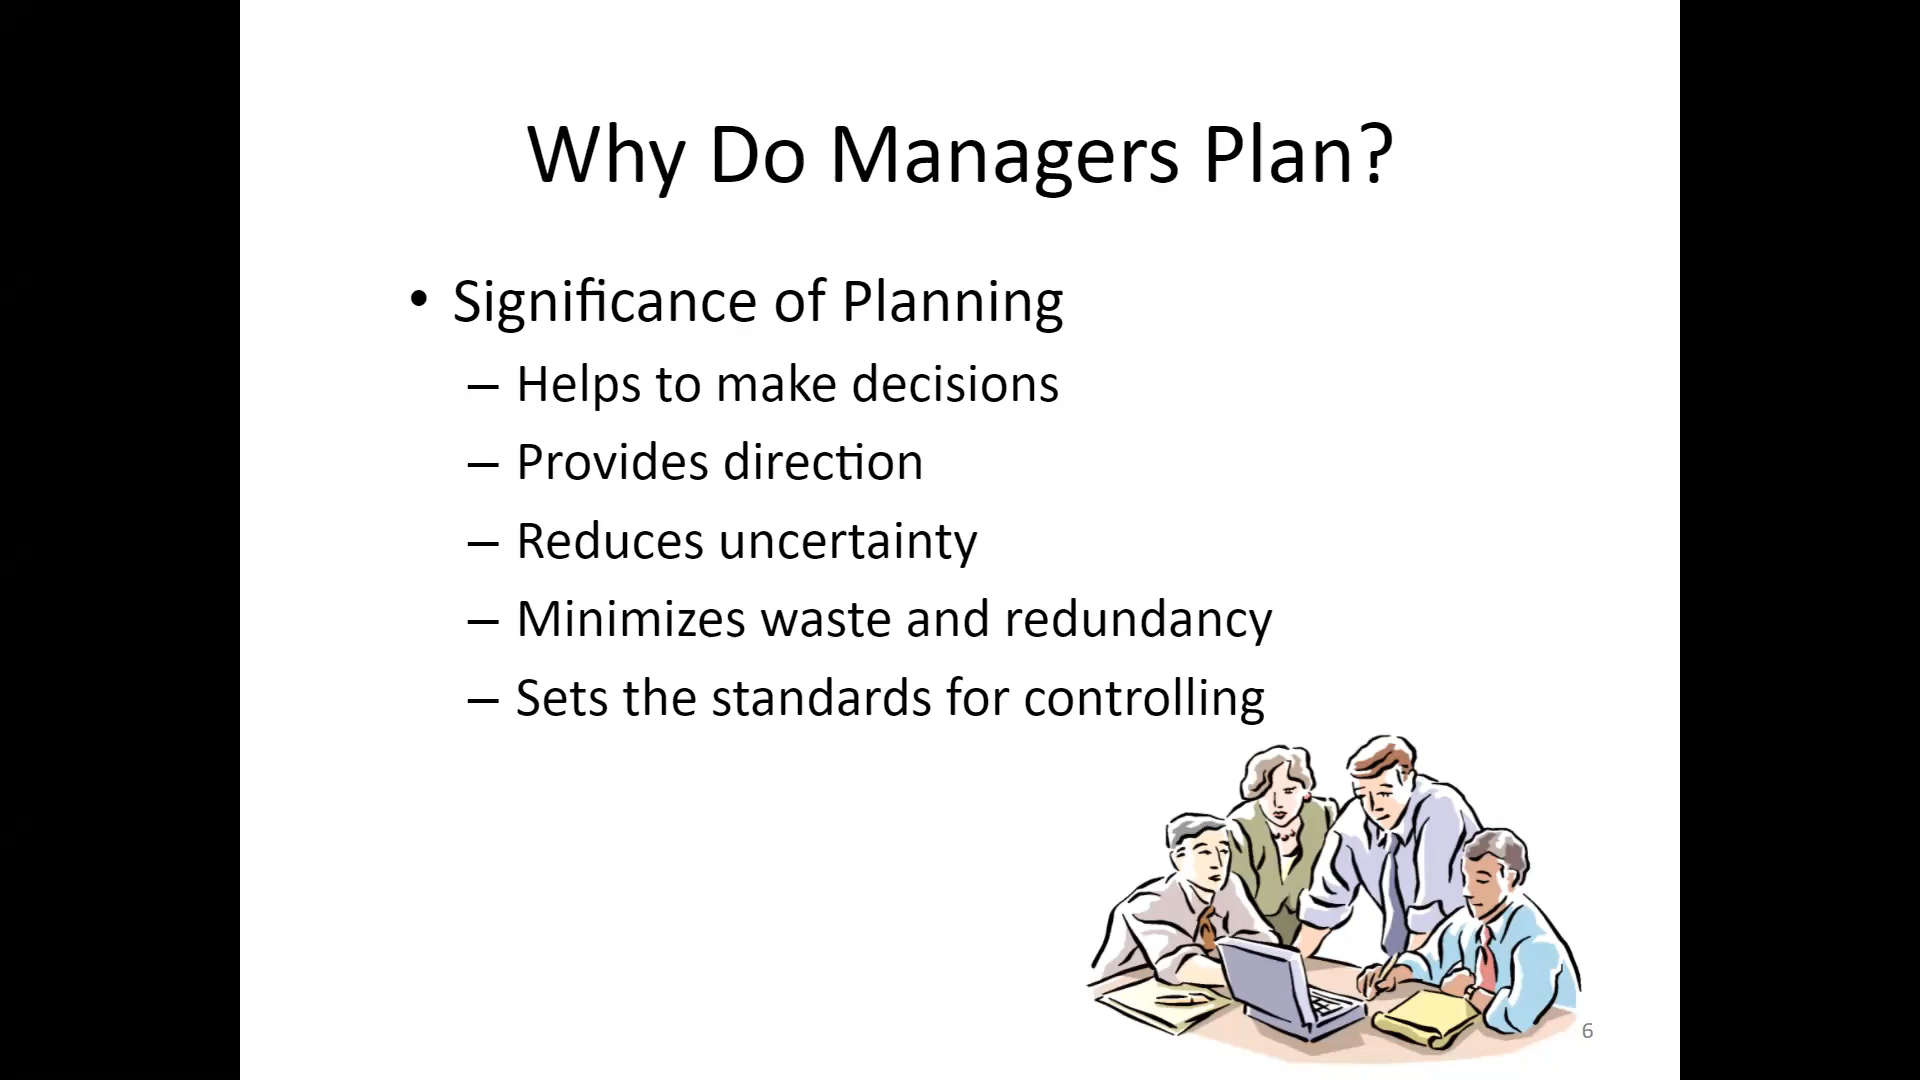 Why Do Managers Plan?
• Significance of Planning
– Helps to make decisions
– Provides direction
– Reduces uncertainty
– Minimizes waste and redundancy
– Sets the standards for controlling
6